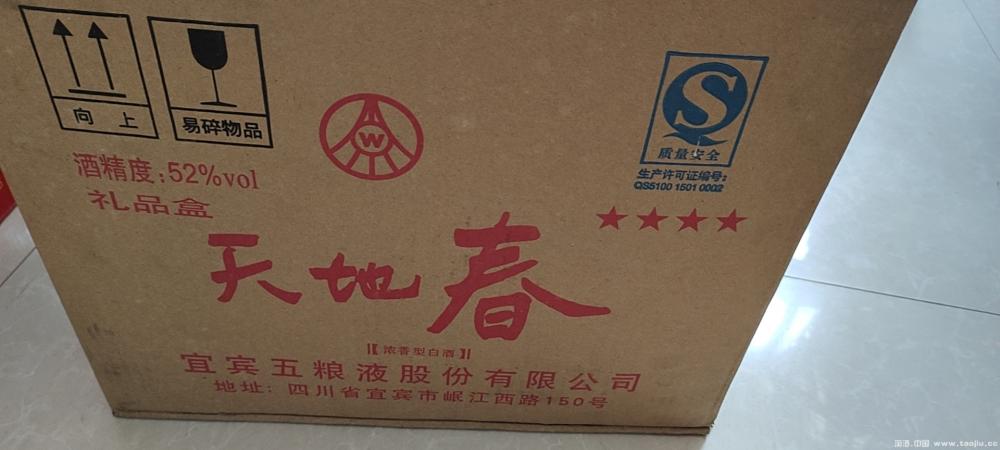 向上
易碎物品
W
S
质量安全
生产许可证编号:
QS5100 1501 0002
酒精度:52%vol
礼品盒
★★★★
天地春
【浓香型白酒】
宜宾五粮液股份有限公司
地址:四川省宜宾市岷江西路150号
淘酒.中国 www.taojiu.cc